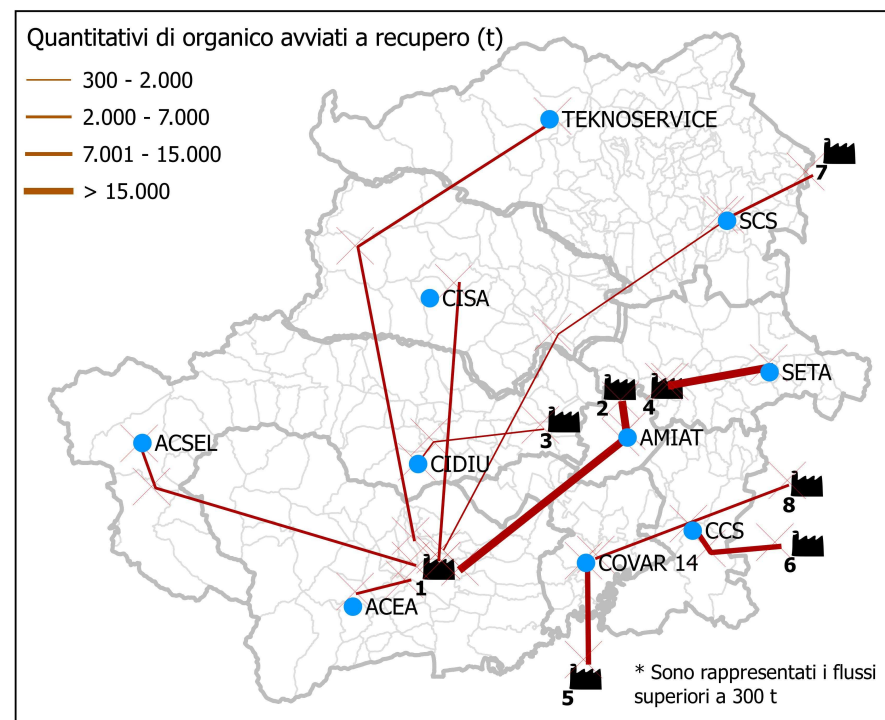 Quantitativi di organico avviati a recupero (t)
300 - 2.000
2.000 - 7.000
7.001 - 15.000
> 15.000
TEKNOSERVICE
7
SCS
CISA
SETA
2
4
3
AMIAT
ACSEL
CIDIU
8
CCS
6
COVAR 14
1
ACEA
5
* Sono rappresentati i flussi
superiori a 300 t